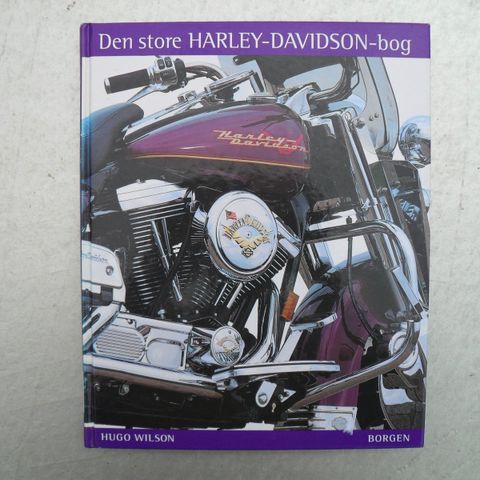 Den store HARLEY-DAVIDSON-bog
Harley-
Davidson
HUGO WILSON
BORGEN